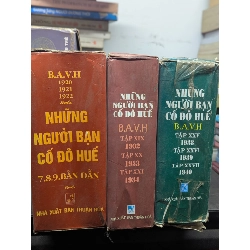 B.A.V.H
1920
1921
1922
NHỮNG
NGƯỜI BẠN
CỐ ĐÔ HUẾ
7,8,9,BẢN DẪN
NHÀ XUẤT BẢN THUẬN HÓA
NHỮNG
NGƯỜI BẠN
CỐ ĐÔ HUẾ
B.A.V.H
TẬP XIX
1932
TẬP XX
1933
TẬP XXI
1934
NHỮNG
NGƯỜI BẠN
CỐ ĐÔ HUẾ
B.A.V.H
TẬP XXV
1938
TẬP XXVI
1939
TẬP XXVII
1940